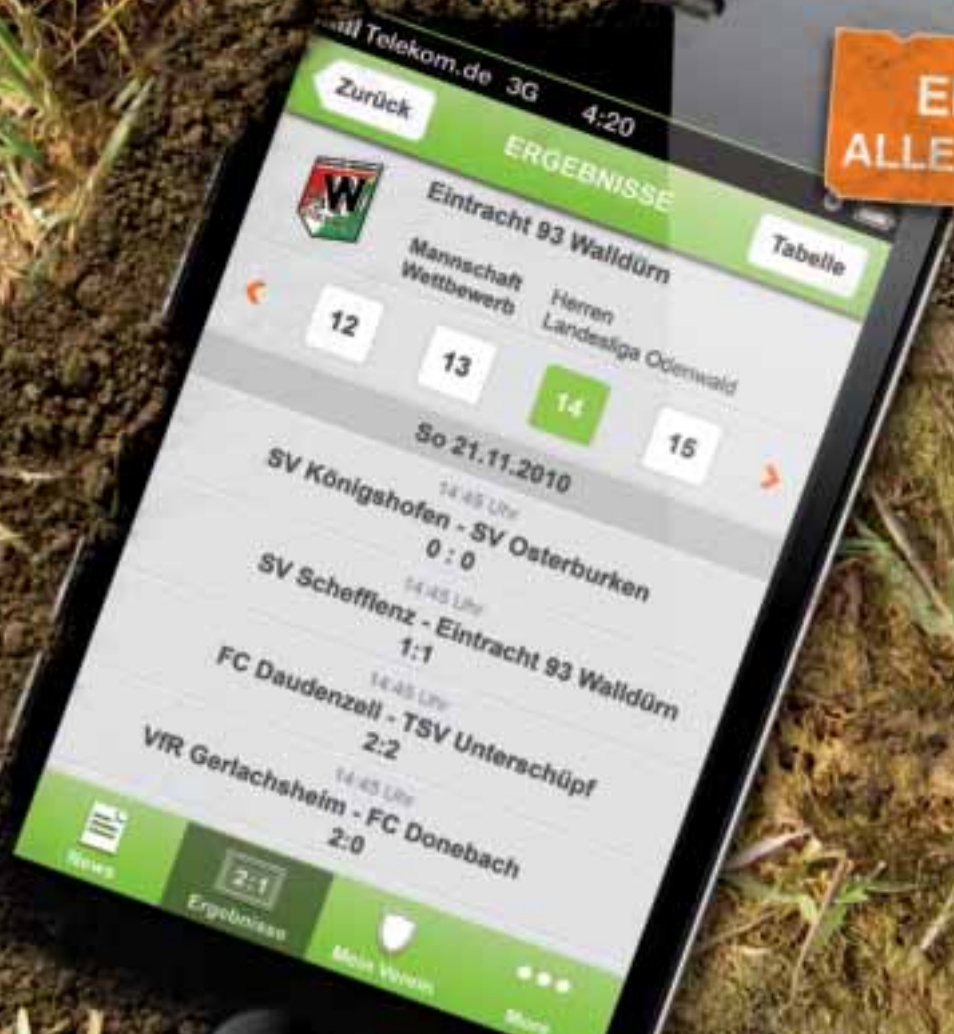 Telekom.de 3G 4:20
Zurück
ERGEBNISSE
Tabelle
W
Eintracht 93 Walldürn
Mannschaft Herren
Wettbewerb Landesliga Odenwald
12 13 14 15
So 21.11.2010
14:45 Uhr
SV Königshofen - SV Osterburken
0 : 0
14:45 Uhr
SV Schefflenz - Eintracht 93 Walldürn
1:1
14:45 Uhr
FC Daudenzell - TSV Unterschüpf
2:2
14:45 Uhr
VfR Gerlachsheim - FC Donebach
2:0
News
2:1
Ergebnisse
Mein Verein
More
ALLE